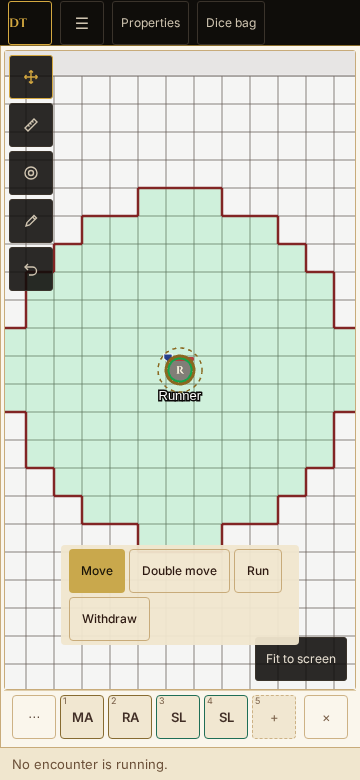 DT ☰ Properties Dice bag
R
Runner
Move Double move Run
Withdraw
Fit to screen
... 1 MA 2 RA 3 SL 4 SL 5 + ×
No encounter is running.